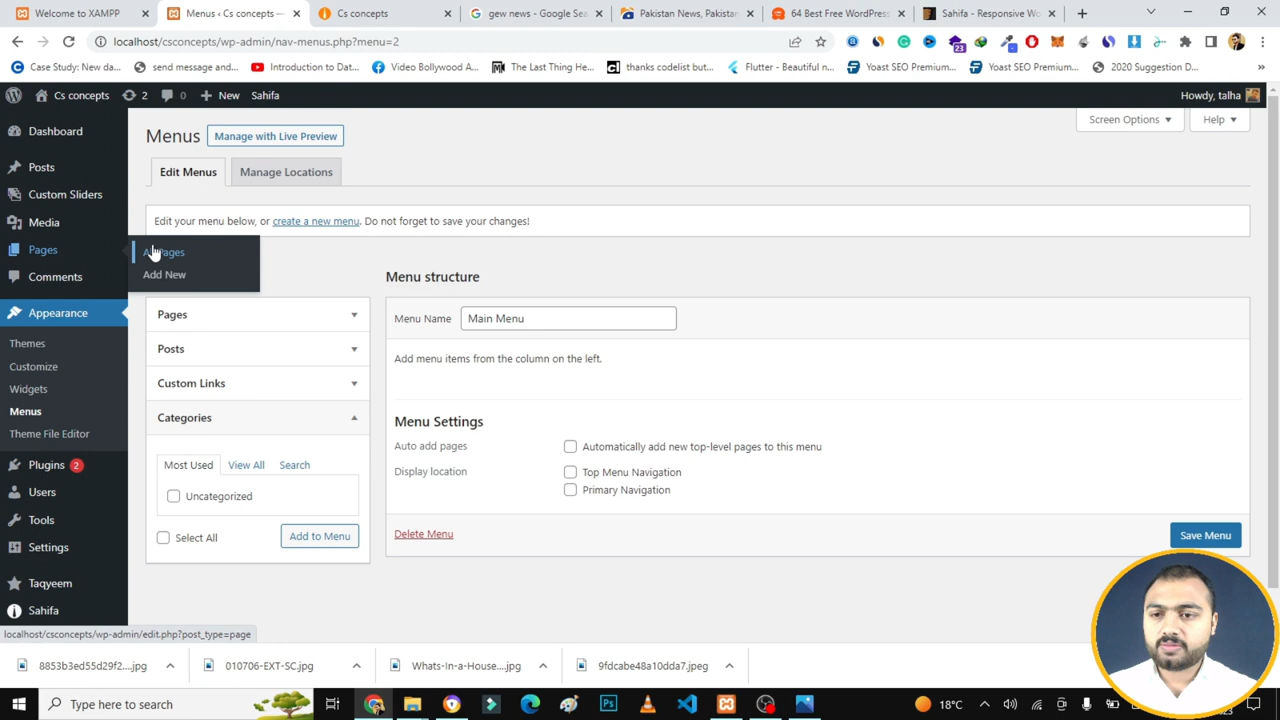 Welcome to XAMPP
Menus ‹ Cs concepts —
Cs concepts
gew news - Google Sea
Pakistan News, Pakistan
64 Best Free WordPress
Sahifa - Responsive Wo
localhost/csconcepts/wp-admin/nav-menus.php?menu=2
23
Case Study: New da...
send message and...
Introduction to Dat...
Video Bollywood A...
The Last Thing He...
thanks codelist but...
Flutter - Beautiful n...
Yoast SEO Premium...
Yoast SEO Premium...
2020 Suggestion D...
Cs concepts
2
0
New
Sahifa
Howdy, talha
Dashboard
Posts
Custom Sliders
Media
Pages
Comments
Appearance
Themes
Customize
Widgets
Menus
Theme File Editor
Plugins 2
Users
Tools
Settings
Taqyeem
Sahifa
All Pages
Add New
Menus
Manage with Live Preview
Screen Options
Help
Edit Menus
Manage Locations
Edit your menu below, or create a new menu. Do not forget to save your changes!
Menu structure
Pages
Posts
Custom Links
Categories
Most Used
View All
Search
Uncategorized
Select All
Add to Menu
Menu Name
Main Menu
Add menu items from the column on the left.
Menu Settings
Auto add pages
Automatically add new top-level pages to this menu
Display location
Top Menu Navigation
Primary Navigation
Delete Menu
Save Menu
localhost/csconcepts/wp-admin/edit.php?post_type=page
8853b3ed55d29f2....jpg
010706-EXT-SC.jpg
Whats-In-a-House....jpg
9fdcabe48a10dda7.jpeg
Type here to search
Ps
18°C